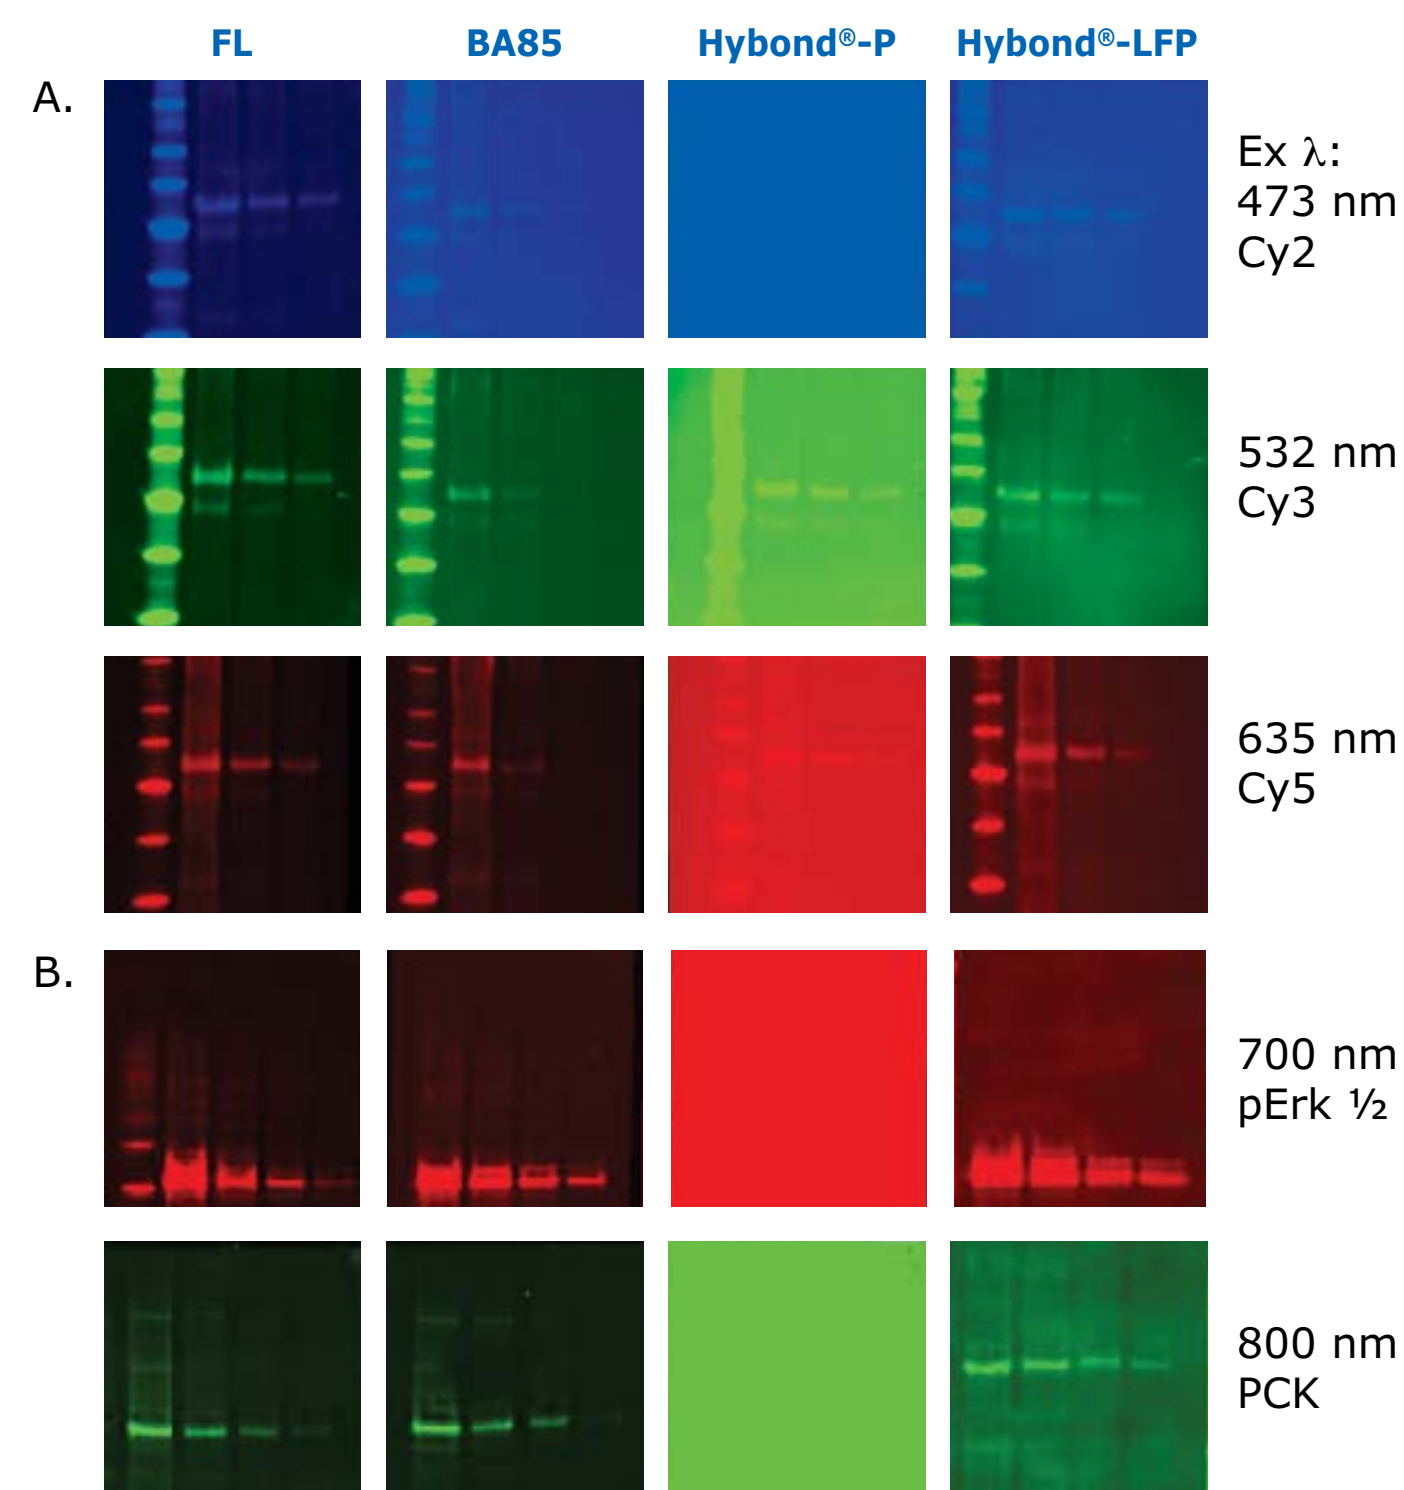 FL BA85 Hybond®-P Hybond®-LFP
A.
Ex λ:
473 nm
Cy2
532 nm
Cy3
635 nm
Cy5
B.
700 nm
pErk ½
800 nm
PCK